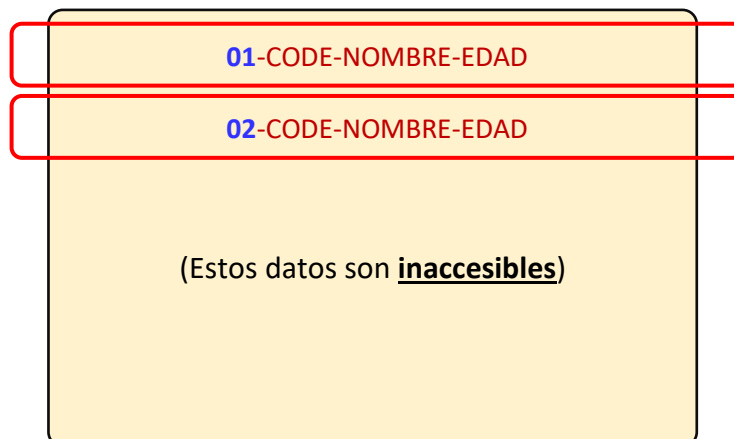 01-CODE-NOMBRE-EDAD
02-CODE-NOMBRE-EDAD
(Estos datos son inaccesibles)